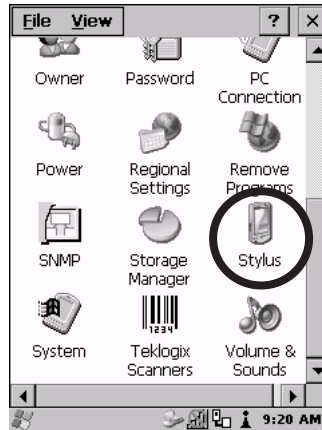 File View ? ×
Owner Password PC
Connection
Power Regional Remove
Settings Programs
SNMP Storage Stylus
Manager
1234
System Teklogix Volume &
Scanners Sounds
9:20 AM